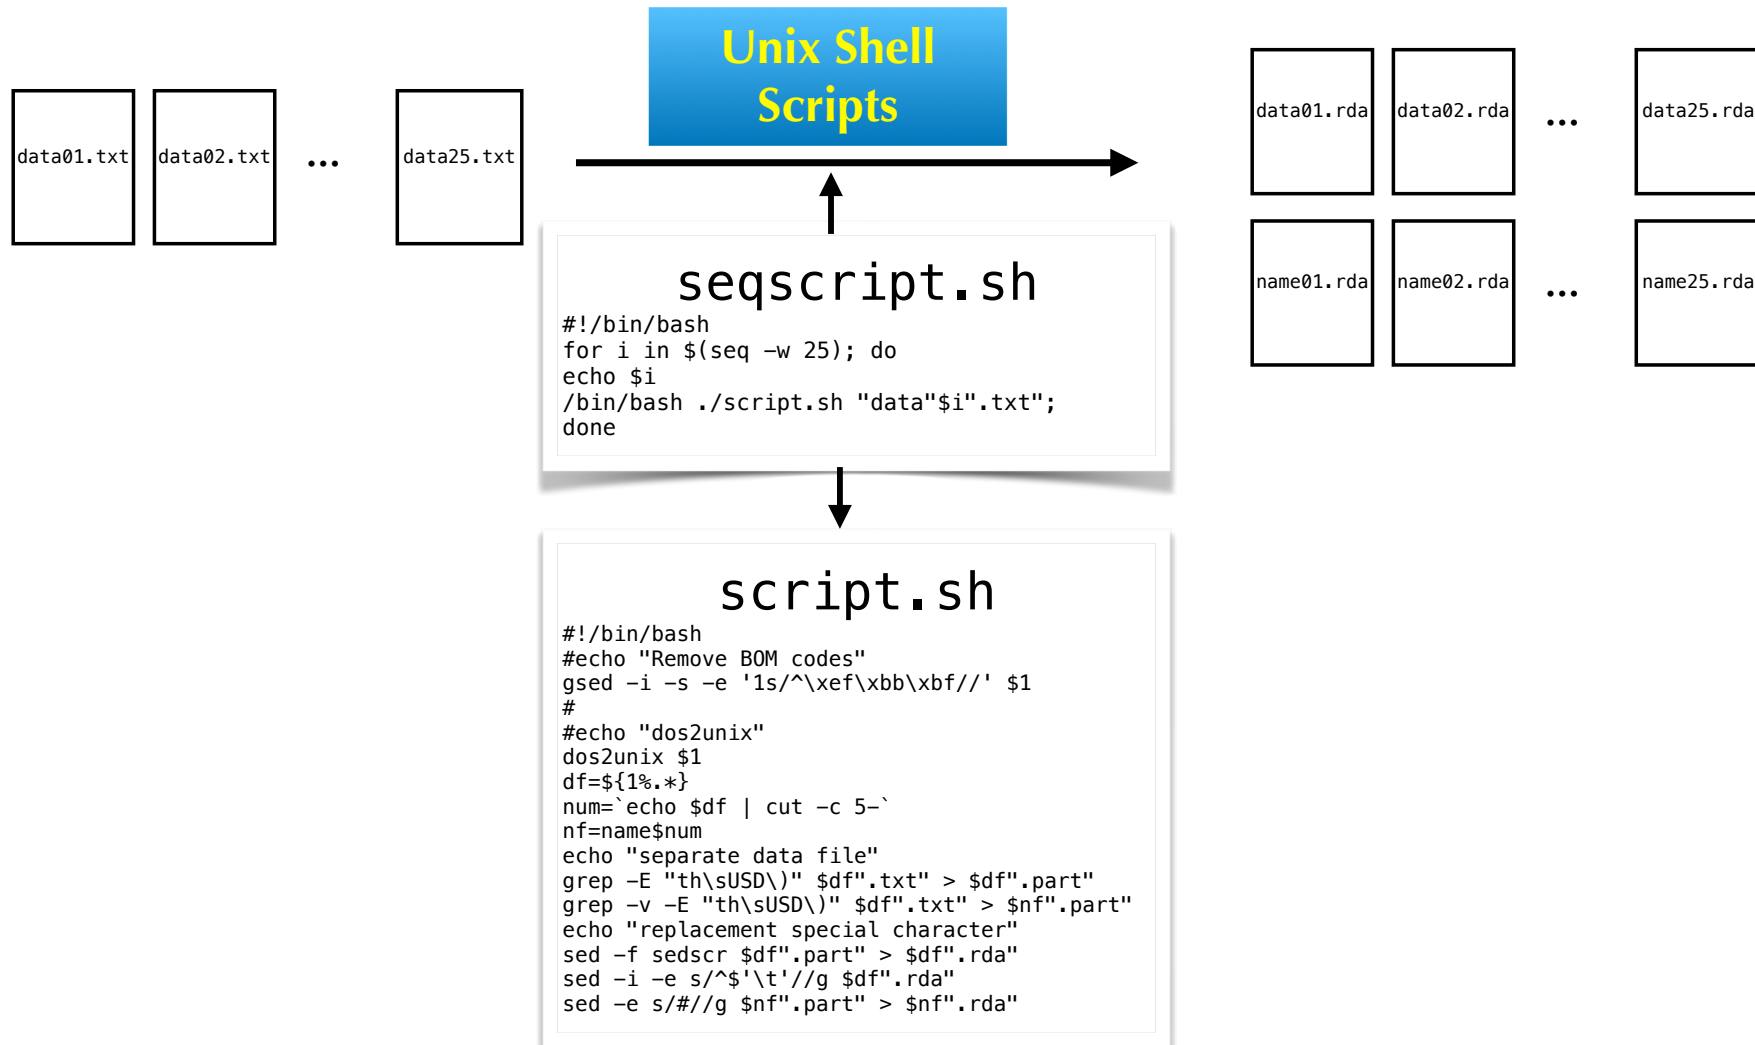 Unix Shell
Scripts
data01.txt
data02.txt
...
data25.txt
data01.rda
data02.rda
...
data25.rda
name01.rda
name02.rda
...
name25.rda
seqscript.sh
#!/bin/bash
for i in $(seq -w 25); do
echo $i
/bin/bash ./script.sh "data"$i".txt";
done
script.sh
#!/bin/bash
#echo "Remove BOM codes"
gsed -i -s -e '1s/^\xef\xbb\xbf//' $1
#
#echo "dos2unix"
dos2unix $1
df=${1%.*}
num=`echo $df | cut -c 5-`
nf=name$num
echo "separate data file"
grep -E "th\sUSD\)" $df".txt" > $df".part"
grep -v -E "th\sUSD\)" $df".txt" > $nf".part"
echo "replacement special character"
sed -f sedscr $df".part" > $df".rda"
sed -i -e s/^$'\t'//g $df".rda"
sed -e s/#//g $nf".part" > $nf".rda"